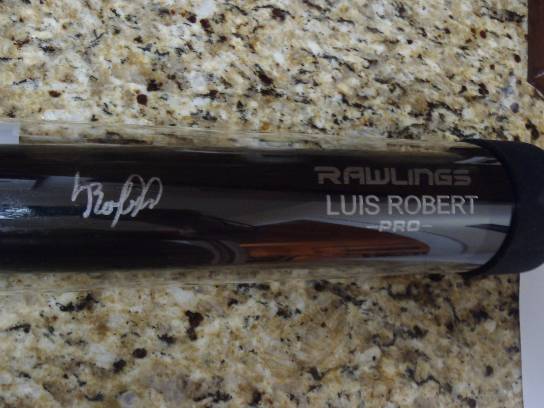 RAWLINGS
LUIS ROBERT
-PRO-